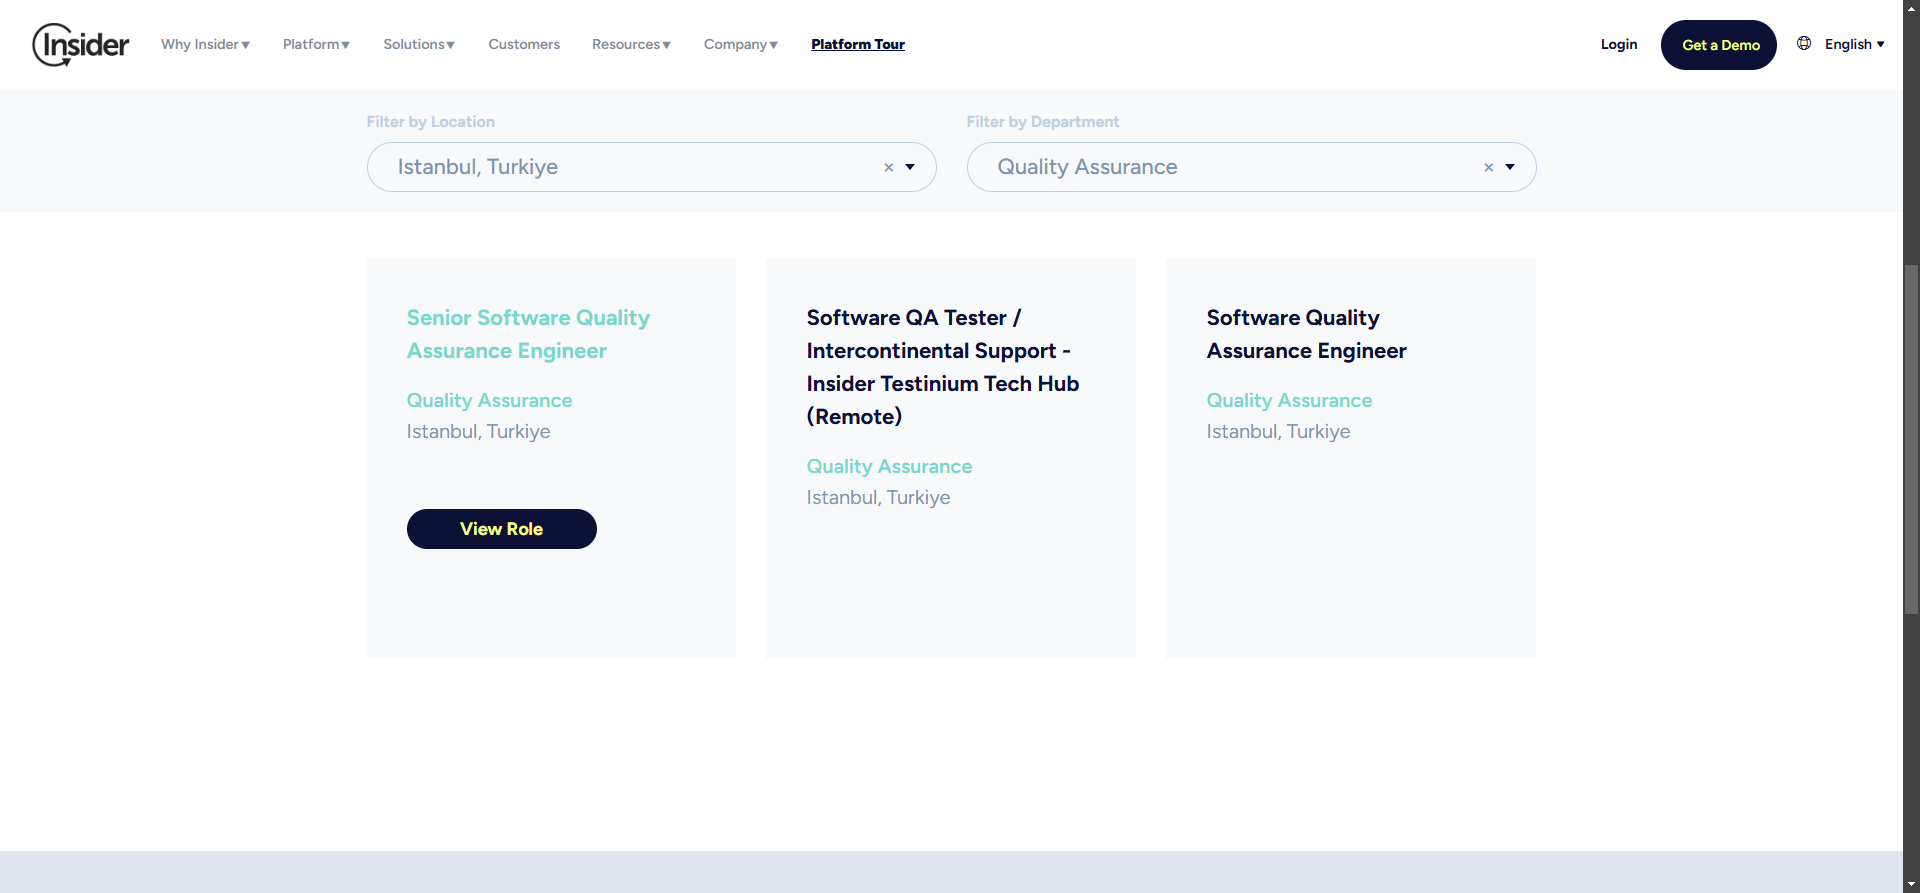 Insider
Why Insider▼ Platform▼ Solutions▼ Customers Resources▼ Company▼ Platform Tour
Login Get a Demo English ▾
Filter by Location
Istanbul, Turkiye ×
Filter by Department
Quality Assurance ×
Senior Software Quality
Assurance Engineer
Quality Assurance
Istanbul, Turkiye
View Role
Software QA Tester /
Intercontinental Support -
Insider Testinium Tech Hub
(Remote)
Quality Assurance
Istanbul, Turkiye
Software Quality
Assurance Engineer
Quality Assurance
Istanbul, Turkiye